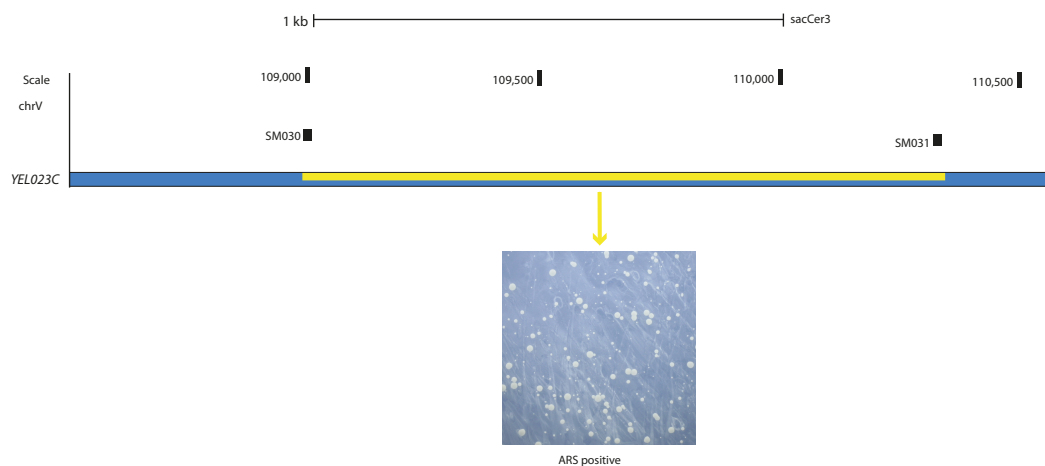 1 kb sacCer3
Scale 109,000 109,500 110,000 110,500
chrV
SM030 SM031
YEL023C
ARS positive